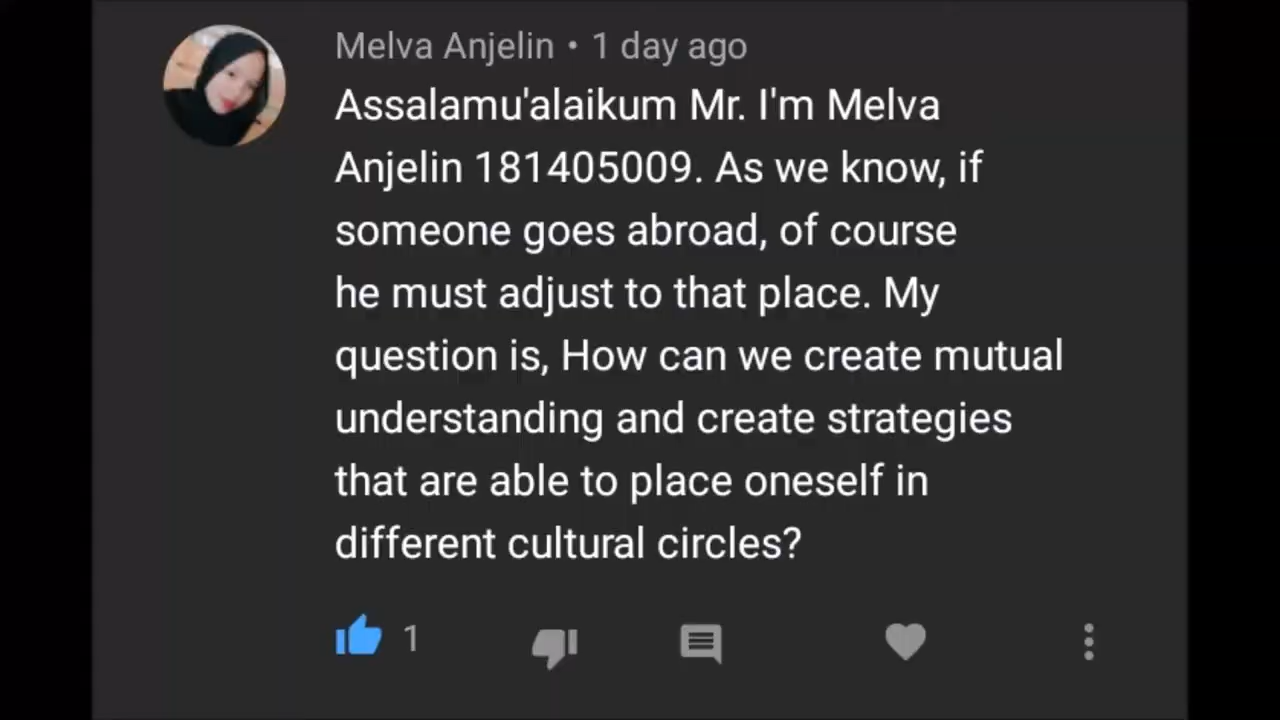 Melva Anjelin • 1 day ago
Assalamu'alaikum Mr. I'm Melva
Anjelin 181405009. As we know, if
someone goes abroad, of course
he must adjust to that place. My
question is, How can we create mutual
understanding and create strategies
that are able to place oneself in
different cultural circles?
1